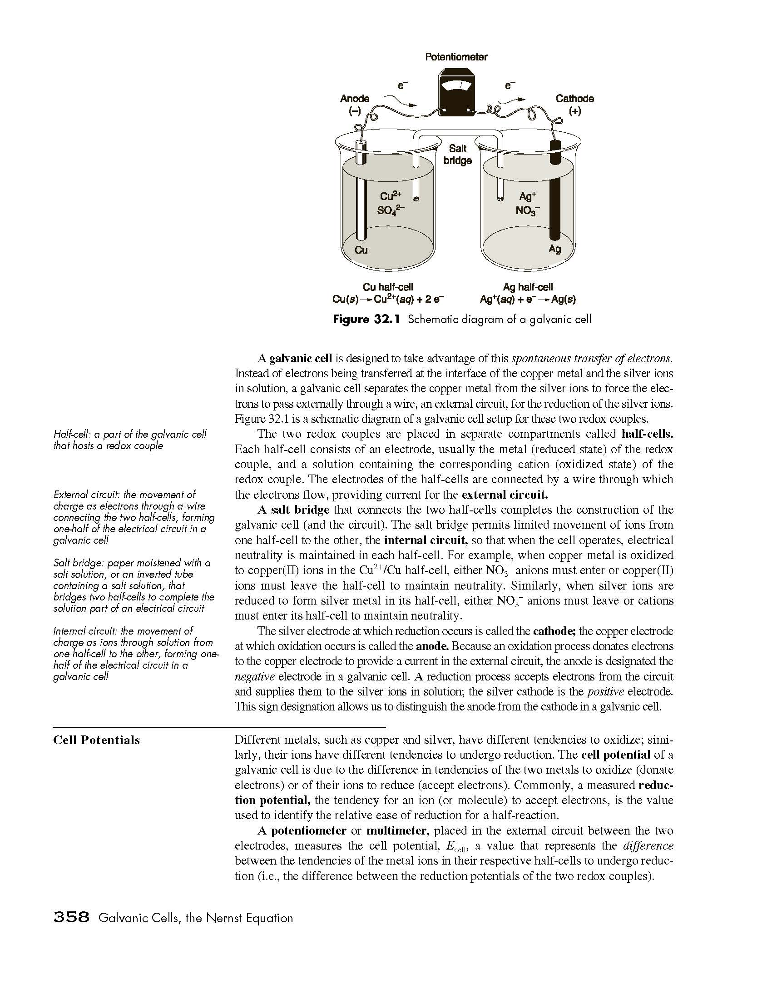 Potentiometer
e⁻ e⁻
Anode Cathode
(–) (+)
Salt
bridge
Cu²⁺ Ag⁺
SO₄²⁻ NO₃⁻
Cu Ag
Cu half-cell Ag half-cell
Cu(s)→Cu²⁺(aq) + 2 e⁻ Ag⁺(aq) + e⁻→Ag(s)
Figure 32.1 Schematic diagram of a galvanic cell
A galvanic cell is designed to take advantage of this spontaneous transfer of electrons.
Instead of electrons being transferred at the interface of the copper metal and the silver ions
in solution, a galvanic cell separates the copper metal from the silver ions to force the elec-
trons to pass externally through a wire, an external circuit, for the reduction of the silver ions.
Figure 32.1 is a schematic diagram of a galvanic cell setup for these two redox couples.
Half-cell: a part of the galvanic cell
that hosts a redox couple
The two redox couples are placed in separate compartments called half-cells.
Each half-cell consists of an electrode, usually the metal (reduced state) of the redox
couple, and a solution containing the corresponding cation (oxidized state) of the
redox couple. The electrodes of the half-cells are connected by a wire through which
the electrons flow, providing current for the external circuit.
External circuit: the movement of
charge as electrons through a wire
connecting the two half-cells, forming
one-half of the electrical circuit in a
galvanic cell
A salt bridge that connects the two half-cells completes the construction of the
galvanic cell (and the circuit). The salt bridge permits limited movement of ions from
one half-cell to the other, the internal circuit, so that when the cell operates, electrical
neutrality is maintained in each half-cell. For example, when copper metal is oxidized
to copper(II) ions in the Cu²⁺/Cu half-cell, either NO₃⁻ anions must enter or copper(II)
ions must leave the half-cell to maintain neutrality. Similarly, when silver ions are
reduced to form silver metal in its half-cell, either NO₃⁻ anions must leave or cations
must enter its half-cell to maintain neutrality.
Salt bridge: paper moistened with a
salt solution, or an inverted tube
containing a salt solution, that
bridges two half-cells to complete the
solution part of an electrical circuit
Internal circuit: the movement of
charge as ions through solution from
one half-cell to the other, forming one-
half of the electrical circuit in a
galvanic cell
The silver electrode at which reduction occurs is called the cathode; the copper electrode
at which oxidation occurs is called the anode. Because an oxidation process donates electrons
to the copper electrode to provide a current in the external circuit, the anode is designated the
negative electrode in a galvanic cell. A reduction process accepts electrons from the circuit
and supplies them to the silver ions in solution; the silver cathode is the positive electrode.
This sign designation allows us to distinguish the anode from the cathode in a galvanic cell.
Cell Potentials
Different metals, such as copper and silver, have different tendencies to oxidize; simi-
larly, their ions have different tendencies to undergo reduction. The cell potential of a
galvanic cell is due to the difference in tendencies of the two metals to oxidize (donate
electrons) or of their ions to reduce (accept electrons). Commonly, a measured reduc-
tion potential, the tendency for an ion (or molecule) to accept electrons, is the value
used to identify the relative ease of reduction for a half-reaction.
A potentiometer or multimeter, placed in the external circuit between the two
electrodes, measures the cell potential, E_cell, a value that represents the difference
between the tendencies of the metal ions in their respective half-cells to undergo reduc-
tion (i.e., the difference between the reduction potentials of the two redox couples).
358 Galvanic Cells, the Nernst Equation